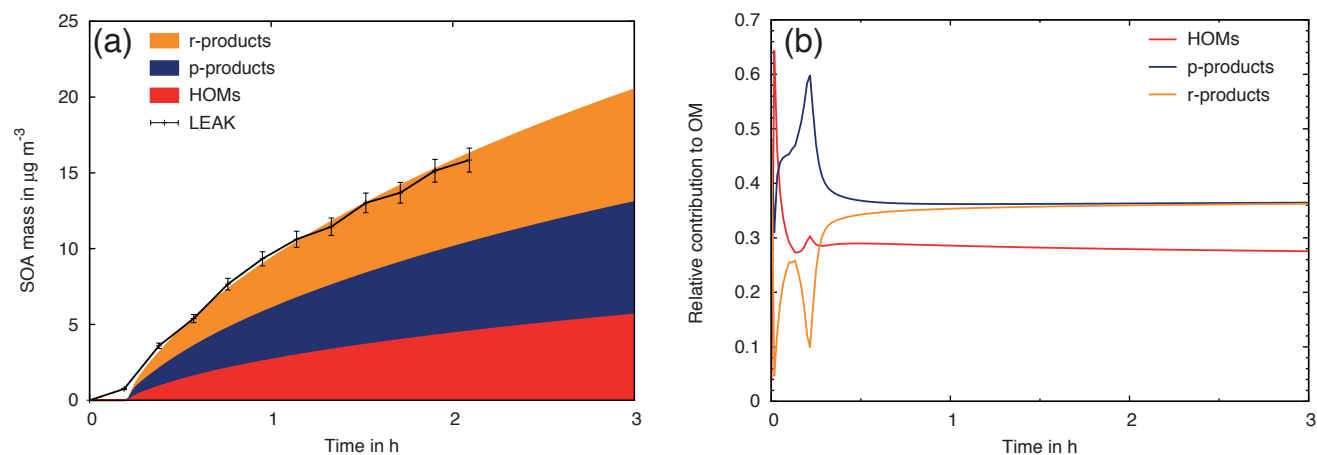 (a)
r-products
p-products
HOMs
LEAK
SOA mass in µg m⁻³
25
20
15
10
5
0
0 1 2 3
Time in h
(b)
HOMs
p-products
r-products
Relative contribution to OM
0.7
0.6
0.5
0.4
0.3
0.2
0.1
0
0 1 2 3
Time in h